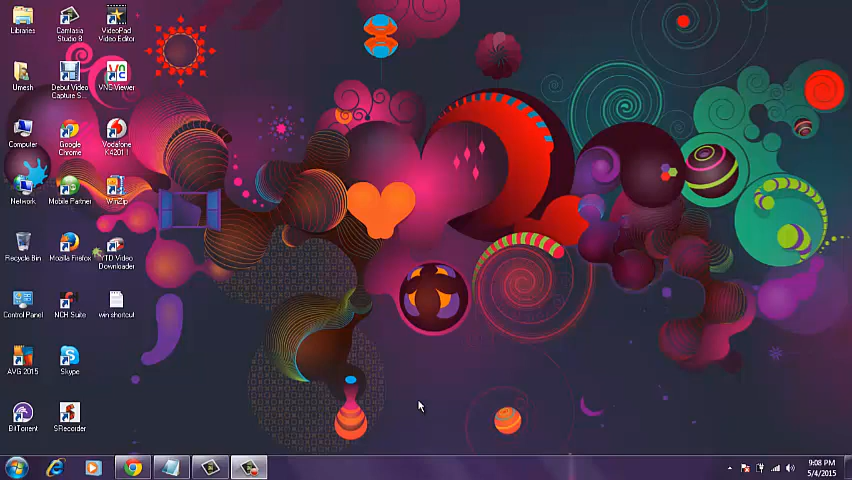 Libraries
Camtasia
Studio 8
VideoPad
Video Editor
Umesh
Debut Video
Capture S...
VNC Viewer
Computer
Google
Chrome
Vodafone
K4201 I
Network
Mobile Partner
WinZip
Recycle Bin
Mozilla Firefox
YTD Video
Downloader
Control Panel
NCH Suite
win shortcut
AVG 2015
Skype
BitTorrent
SRecorder
9:08 PM
5/4/2015